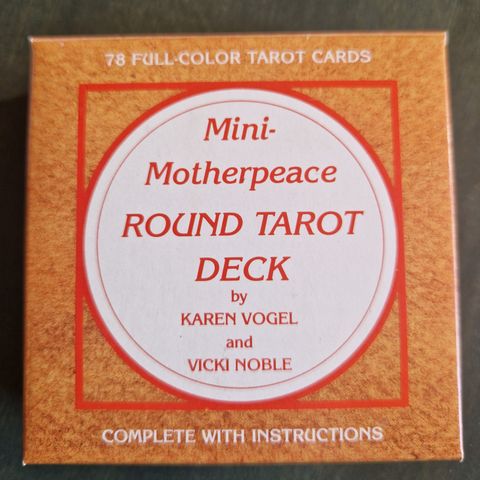 78 FULL-COLOR TAROT CARDS
Mini-
Motherpeace
ROUND TAROT
DECK
by
KAREN VOGEL
and
VICKI NOBLE
COMPLETE WITH INSTRUCTIONS